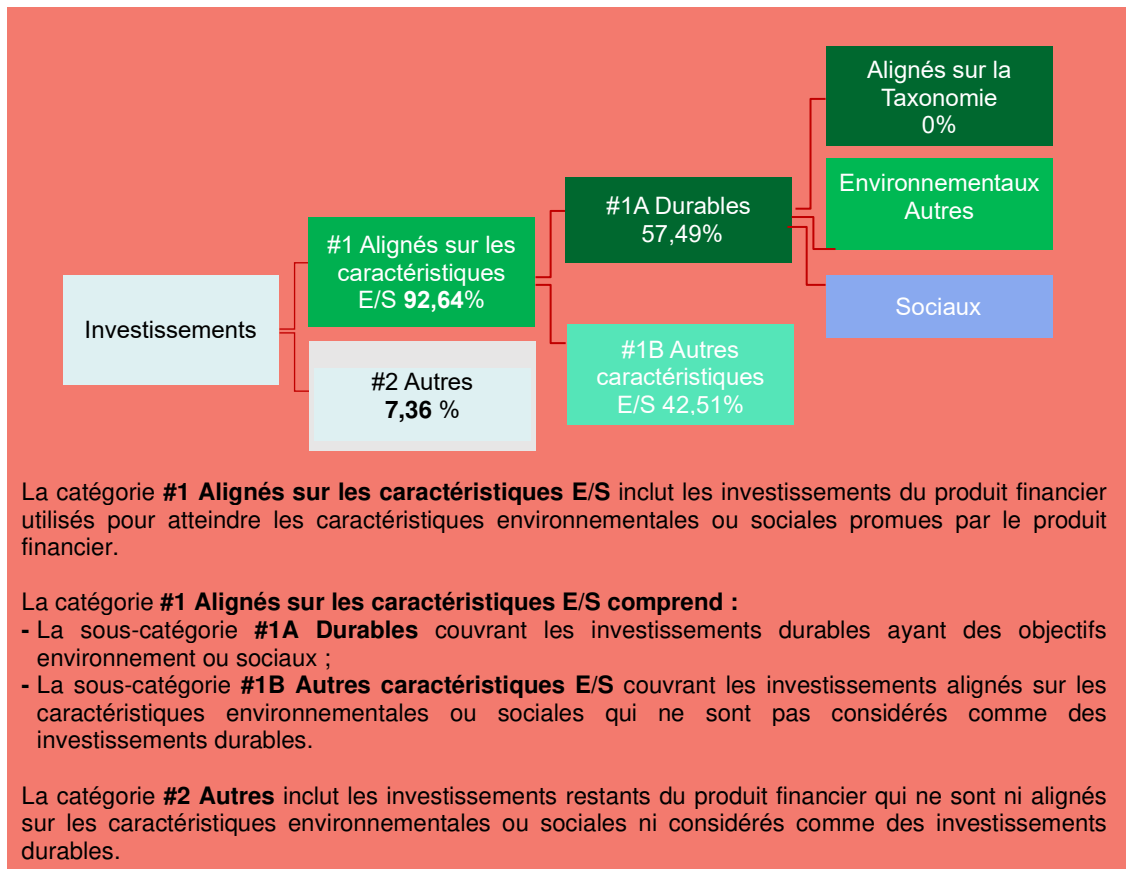 Alignés sur la
Taxonomie
0%
Environnementaux
Autres
#1A Durables
57,49%
#1 Alignés sur les
caractéristiques
E/S 92,64%
Sociaux
Investissements
#1B Autres
caractéristiques
E/S 42,51%
#2 Autres
7,36 %
La catégorie #1 Alignés sur les caractéristiques E/S inclut les investissements du produit financier
utilisés pour atteindre les caractéristiques environnementales ou sociales promues par le produit
financier.
La catégorie #1 Alignés sur les caractéristiques E/S comprend :
- La sous-catégorie #1A Durables couvrant les investissements durables ayant des objectifs
environnement ou sociaux ;
- La sous-catégorie #1B Autres caractéristiques E/S couvrant les investissements alignés sur les
caractéristiques environnementales ou sociales qui ne sont pas considérés comme des
investissements durables.
La catégorie #2 Autres inclut les investissements restants du produit financier qui ne sont ni alignés
sur les caractéristiques environnementales ou sociales ni considérés comme des investissements
durables.